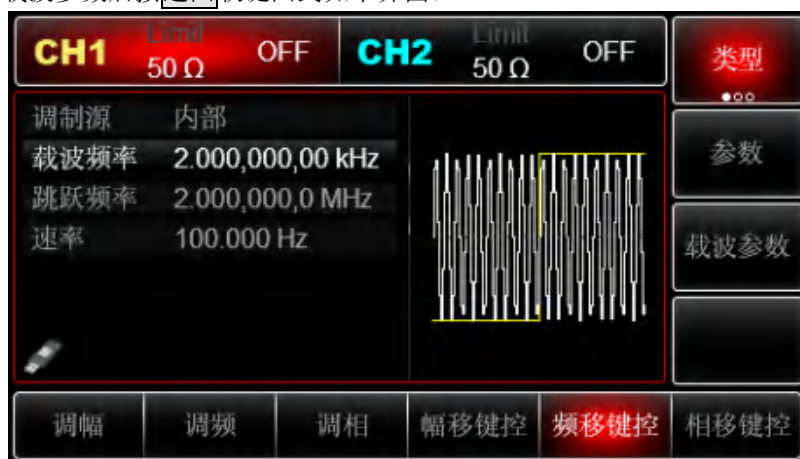 CH1 Limit 50 Ω OFF CH2 Limit 50 Ω OFF 类型
调制源 内部
载波频率 2.000,000,00 kHz
跳跃频率 2.000,000,0 MHz
速率 100.000 Hz
参数
载波参数
调幅 调频 调相 幅移键控 频移键控 相移键控